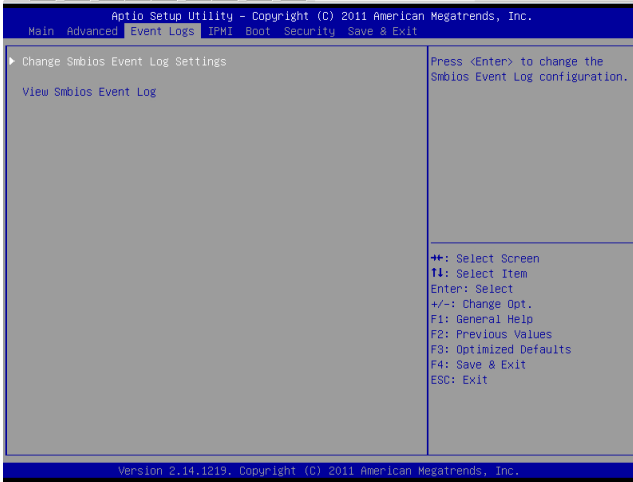 Aptio Setup Utility – Copyright (C) 2011 American Megatrends, Inc.
Main Advanced Event Logs IPMI Boot Security Save & Exit
Change Smbios Event Log Settings
View Smbios Event Log
Press <Enter> to change the
Smbios Event Log configuration.
→←: Select Screen
↑↓: Select Item
Enter: Select
+/-: Change Opt.
F1: General Help
F2: Previous Values
F3: Optimized Defaults
F4: Save & Exit
ESC: Exit
Version 2.14.1219. Copyright (C) 2011 American Megatrends, Inc.